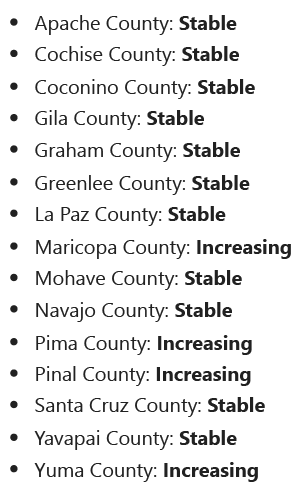 • Apache County: Stable
• Cochise County: Stable
• Coconino County: Stable
• Gila County: Stable
• Graham County: Stable
• Greenlee County: Stable
• La Paz County: Stable
• Maricopa County: Increasing
• Mohave County: Stable
• Navajo County: Stable
• Pima County: Increasing
• Pinal County: Increasing
• Santa Cruz County: Stable
• Yavapai County: Stable
• Yuma County: Increasing